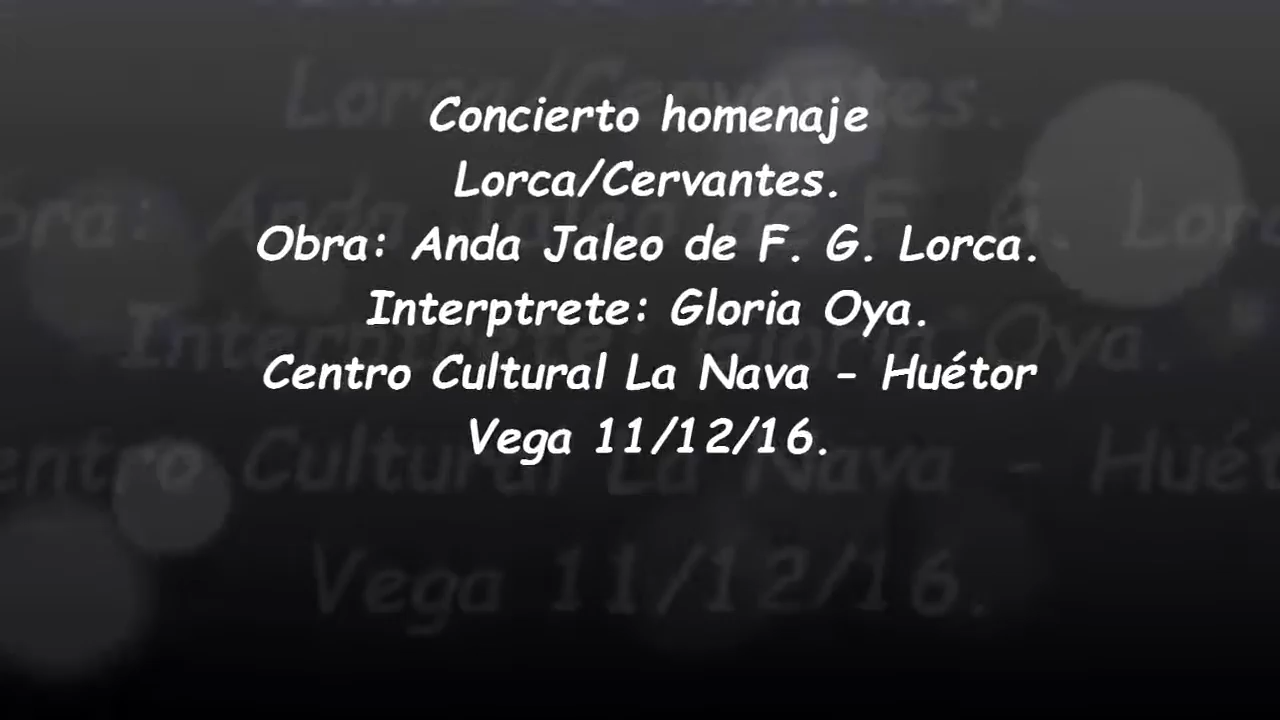 Concierto homenaje
Lorca/Cervantes.
Obra: Anda Jaleo de F. G. Lorca.
Interptrete: Gloria Oya.
Centro Cultural La Nava - Huétor
Vega 11/12/16.